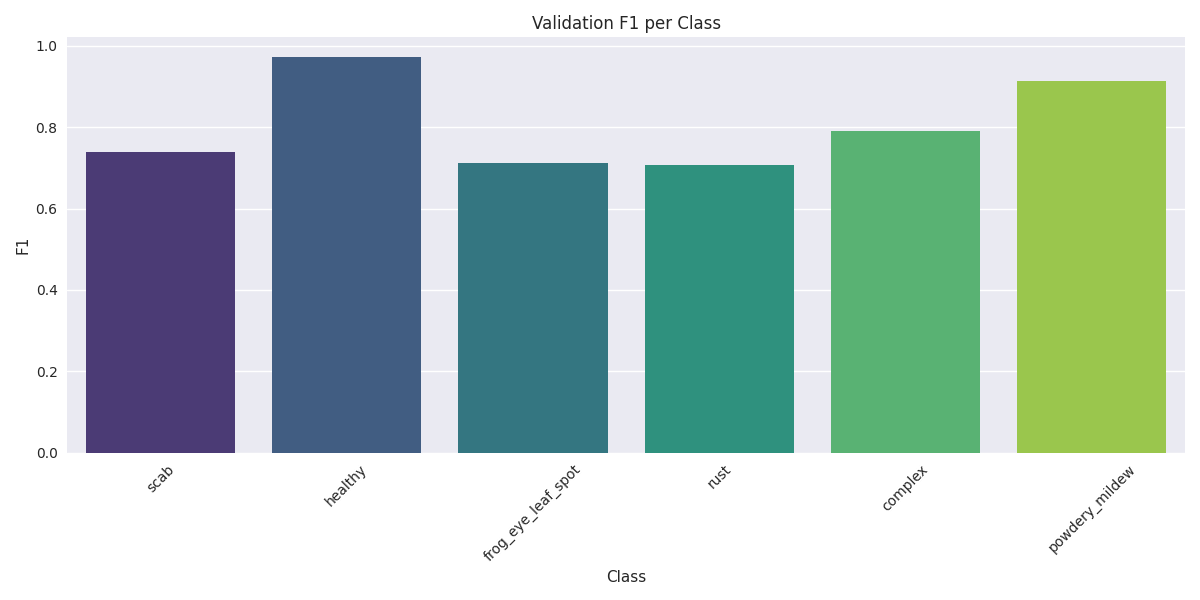 Validation F1 per Class
1.0
0.8
0.6
0.4
0.2
0.0
F1
scab
healthy
frog_eye_leaf_spot
rust
complex
powdery_mildew
Class